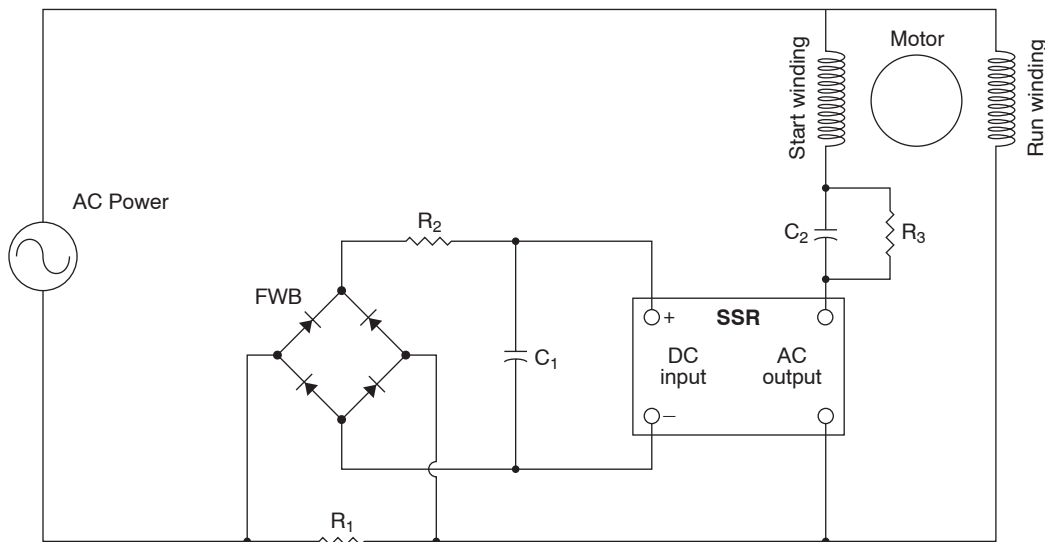 Motor
Start winding
Run winding
AC Power
R2
C2
R3
FWB
+ SSR
DC input
AC output
C1
−
R1